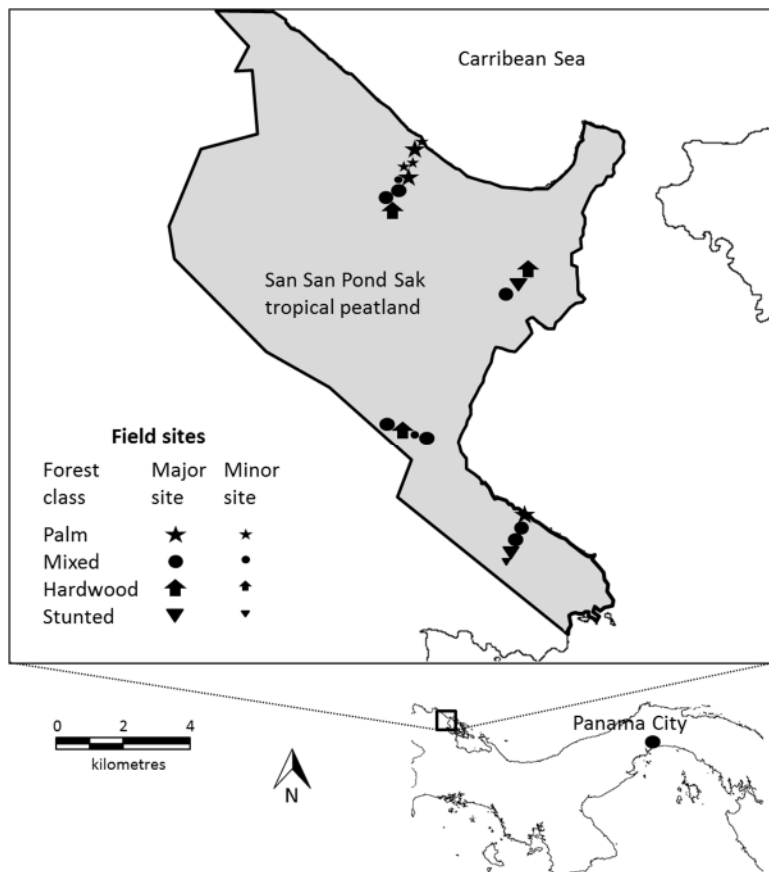 Carribean Sea
San San Pond Sak
tropical peatland
Field sites
Forest class
Major site
Minor site
Palm
Mixed
Hardwood
Stunted
0 2 4
kilometres
N
Panama City